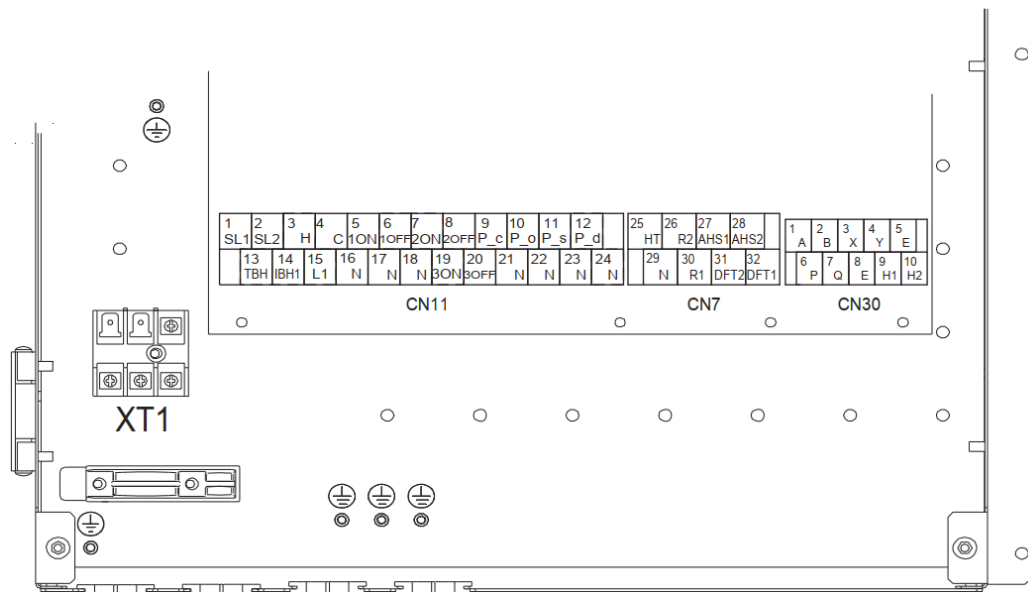 1 2 3 4 5 6 7 8 9 10 11 12
SL1 SL2 H C 1ON 1OFF 2ON 2OFF P_c P_o P_s P_d
13 14 15 16 17 18 19 20 21 22 23 24
TBH IBH1 L1 N N N 3ON 3OFF N N N N
CN11
25 26 27 28
HT R2 AHS1 AHS2
29 30 31 32
N R1 DFT2 DFT1
CN7
1 2 3 4 5
A B X Y E
6 7 8 9 10
P Q E H1 H2
CN30
XT1